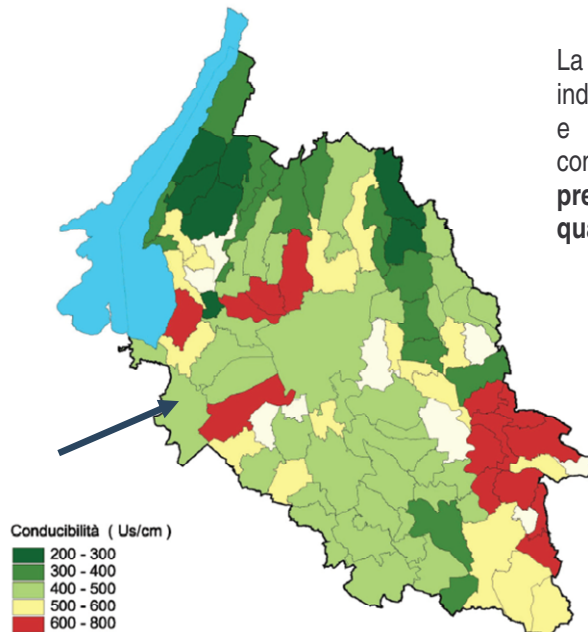 La
ind
e
cor
pre
qua
Conducibilità ( Us/cm )
200 - 300
300 - 400
400 - 500
500 - 600
600 - 800